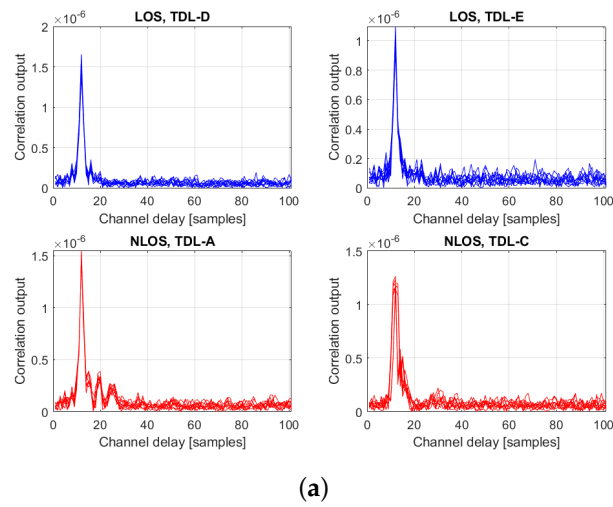 LOS, TDL-D
×10^-6
Correlation output
2
1.5
1
0.5
0
0 20 40 60 80 100
Channel delay [samples]
LOS, TDL-E
×10^-6
Correlation output
1
0.8
0.6
0.4
0.2
0
0 20 40 60 80 100
Channel delay [samples]
NLOS, TDL-A
×10^-6
Correlation output
1.5
1
0.5
0
0 20 40 60 80 100
Channel delay [samples]
NLOS, TDL-C
×10^-6
Correlation output
1.5
1
0.5
0
0 20 40 60 80 100
Channel delay [samples]
(a)